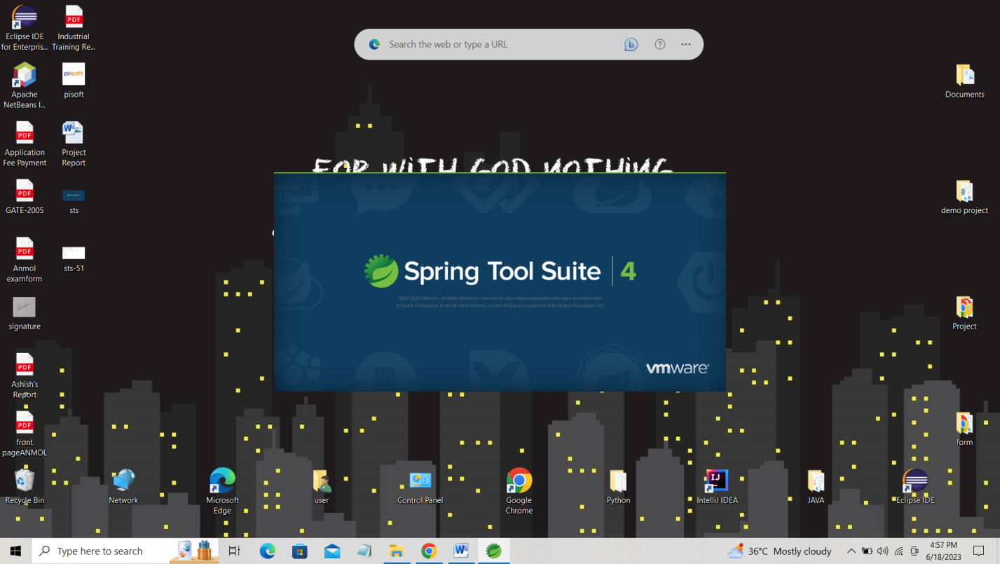 Eclipse IDE
for Enterpris...
Industrial
Training Re...
Search the web or type a URL
Apache
NetBeans I...
pisoft
pisoft
Documents
Application
Fee Payment
Project
Report
FOR WITH GOD NOTHING
GATE-2005
sts
demo project
Anmol
examform
sts-51
Spring Tool Suite | 4
2007-2023 VMware. All Rights Reserved. Java and all Java-related trademarks and logos are trademarks
or Oracle Corporation. In all U.S. other coutries, ot both. Eclipse is a trademark of the Eclipse Foundation, Inc.
signature
Project
vmware®
Ashish's
Report
front
pageANMOL
form
Recycle Bin
Network
Microsoft
Edge
user
Control Panel
Google
Chrome
Python
IJ
IntelliJ IDEA
JAVA
Eclipse IDE
Type here to search
36°C Mostly cloudy
4:57 PM
6/18/2023